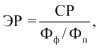 ЭР = СР / (Фф / Фп),